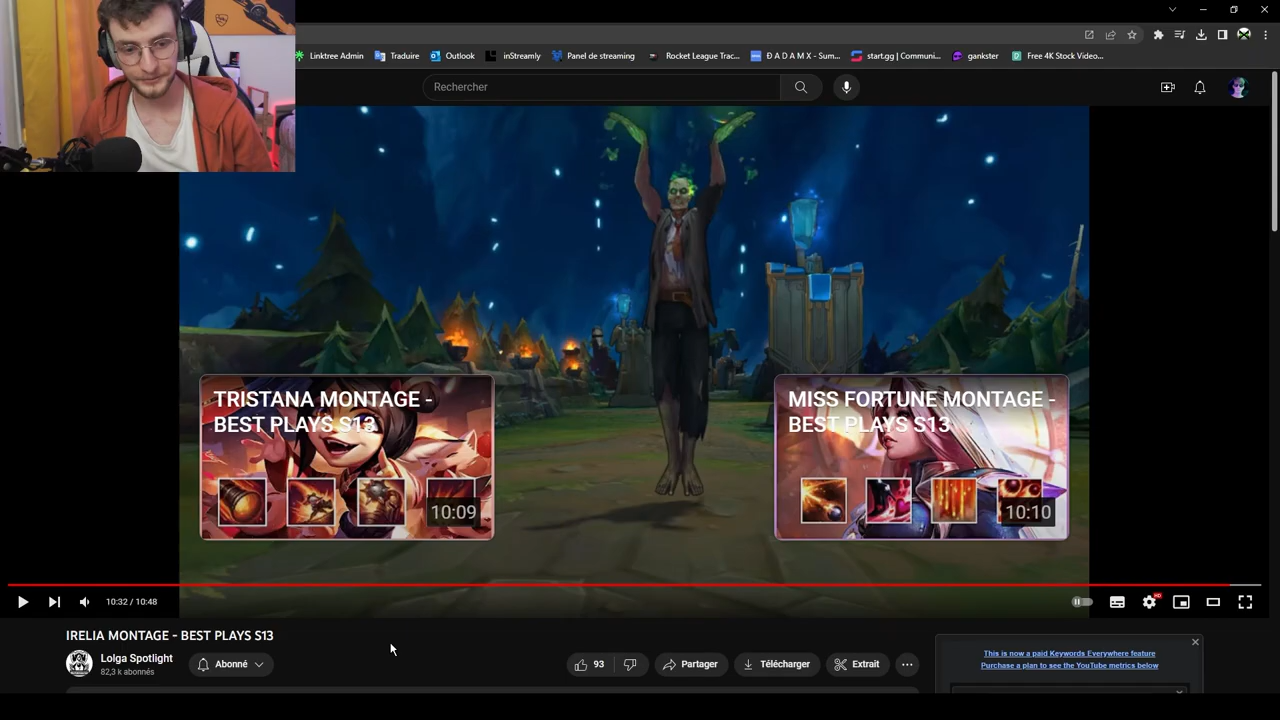 Linktree Admin
Traduire
Outlook
inStreamly
Panel de streaming
Rocket League Trac...
Đ A D A M X - Sum...
start.gg | Communi...
gankster
Free 4K Stock Video...
Rechercher
TRISTANA MONTAGE -
BEST PLAYS S13
10:09
MISS FORTUNE MONTAGE -
BEST PLAYS S13
10:10
10:32 / 10:48
HD
IRELIA MONTAGE - BEST PLAYS S13
Lolga Spotlight
82,3 k abonnés
Abonné
93
Partager
Télécharger
Extrait
This is now a paid Keywords Everywhere feature
Purchase a plan to see the YouTube metrics below